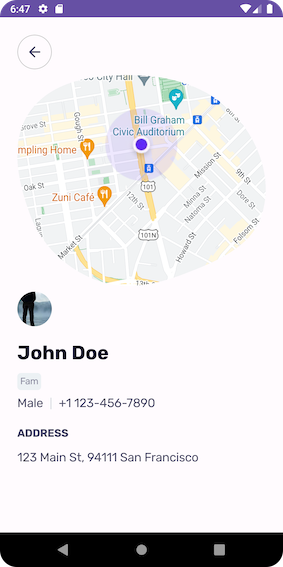 6:47
co City Hall
Bill Graham
Civic Auditorium
Grove St
Gough St
mpling Home
Mission St
9th St
Oak St
101
Zuni Café
Minna St
Natoma St
Dore St
12th St
Folsom St
Market St
101N
Howard St
John Doe
Fam
Male | +1 123-456-7890
ADDRESS
123 Main St, 94111 San Francisco